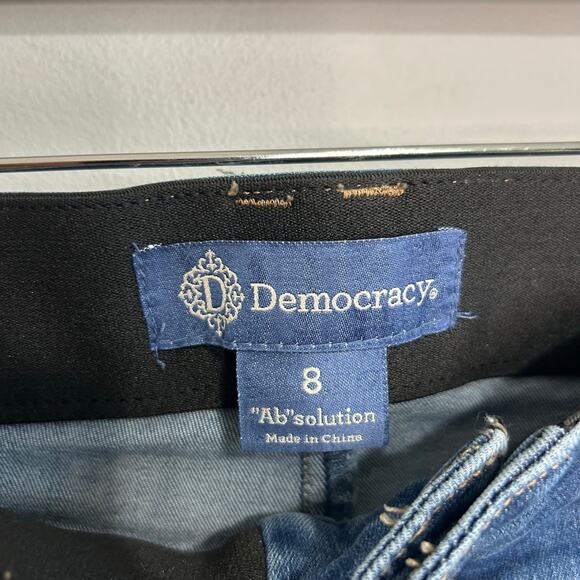 D Democracy®
8
"Ab"solution
Made in China